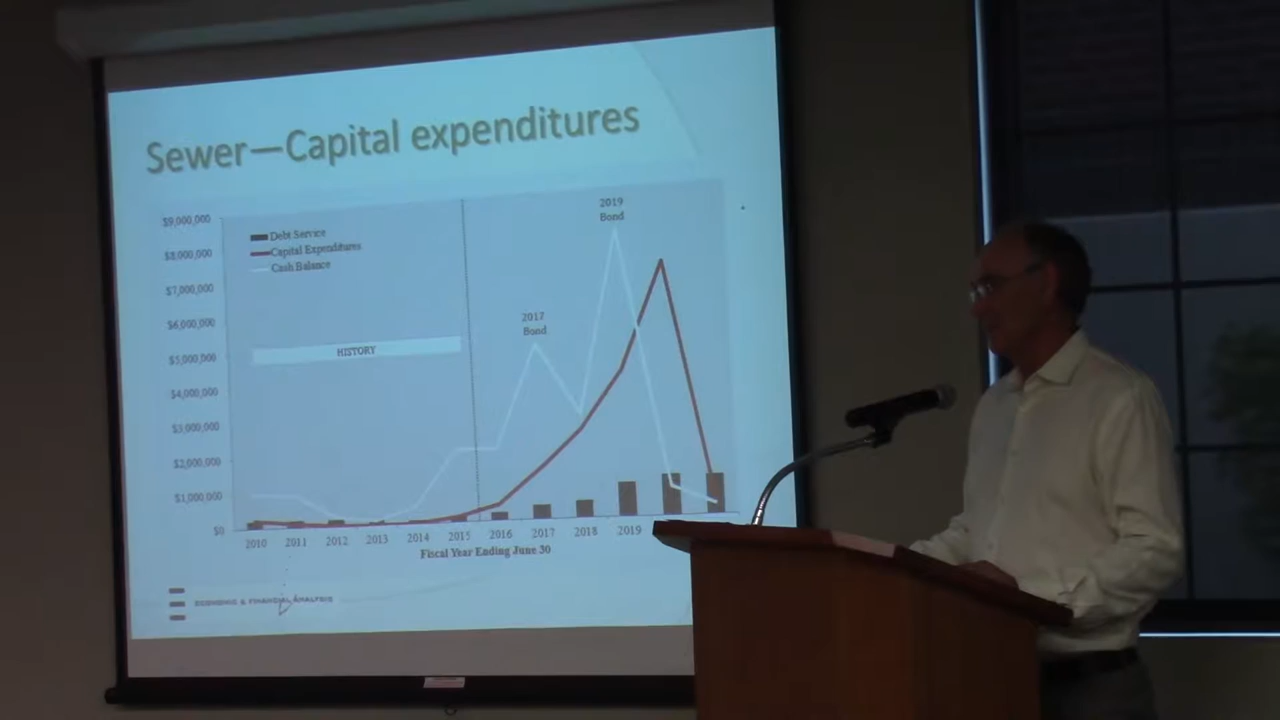 Sewer—Capital expenditures
$9,000,000
$8,000,000
$7,000,000
$6,000,000
$5,000,000
$4,000,000
$3,000,000
$2,000,000
$1,000,000
$0
Debt Service
Capital Expenditures
Cash Balance
HISTORY
2017
Bond
2019
Bond
2010 2011 2012 2013 2014 2015 2016 2017 2018 2019
Fiscal Year Ending June 30
ECONOMIC & FINANCIAL ANALYSIS